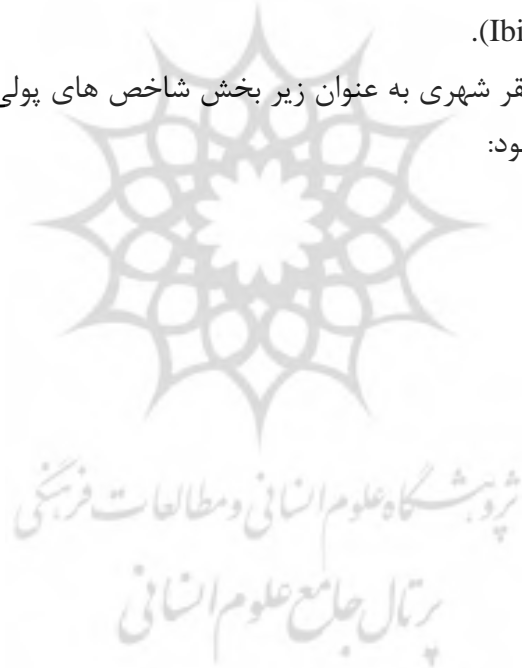 (Ibi.
قر شهری به عنوان زیر بخش شاخص های پولی
ود:
پژوهشگاه علوم انسانی و مطالعات فرهنگی
پرتال جامع علوم انسانی